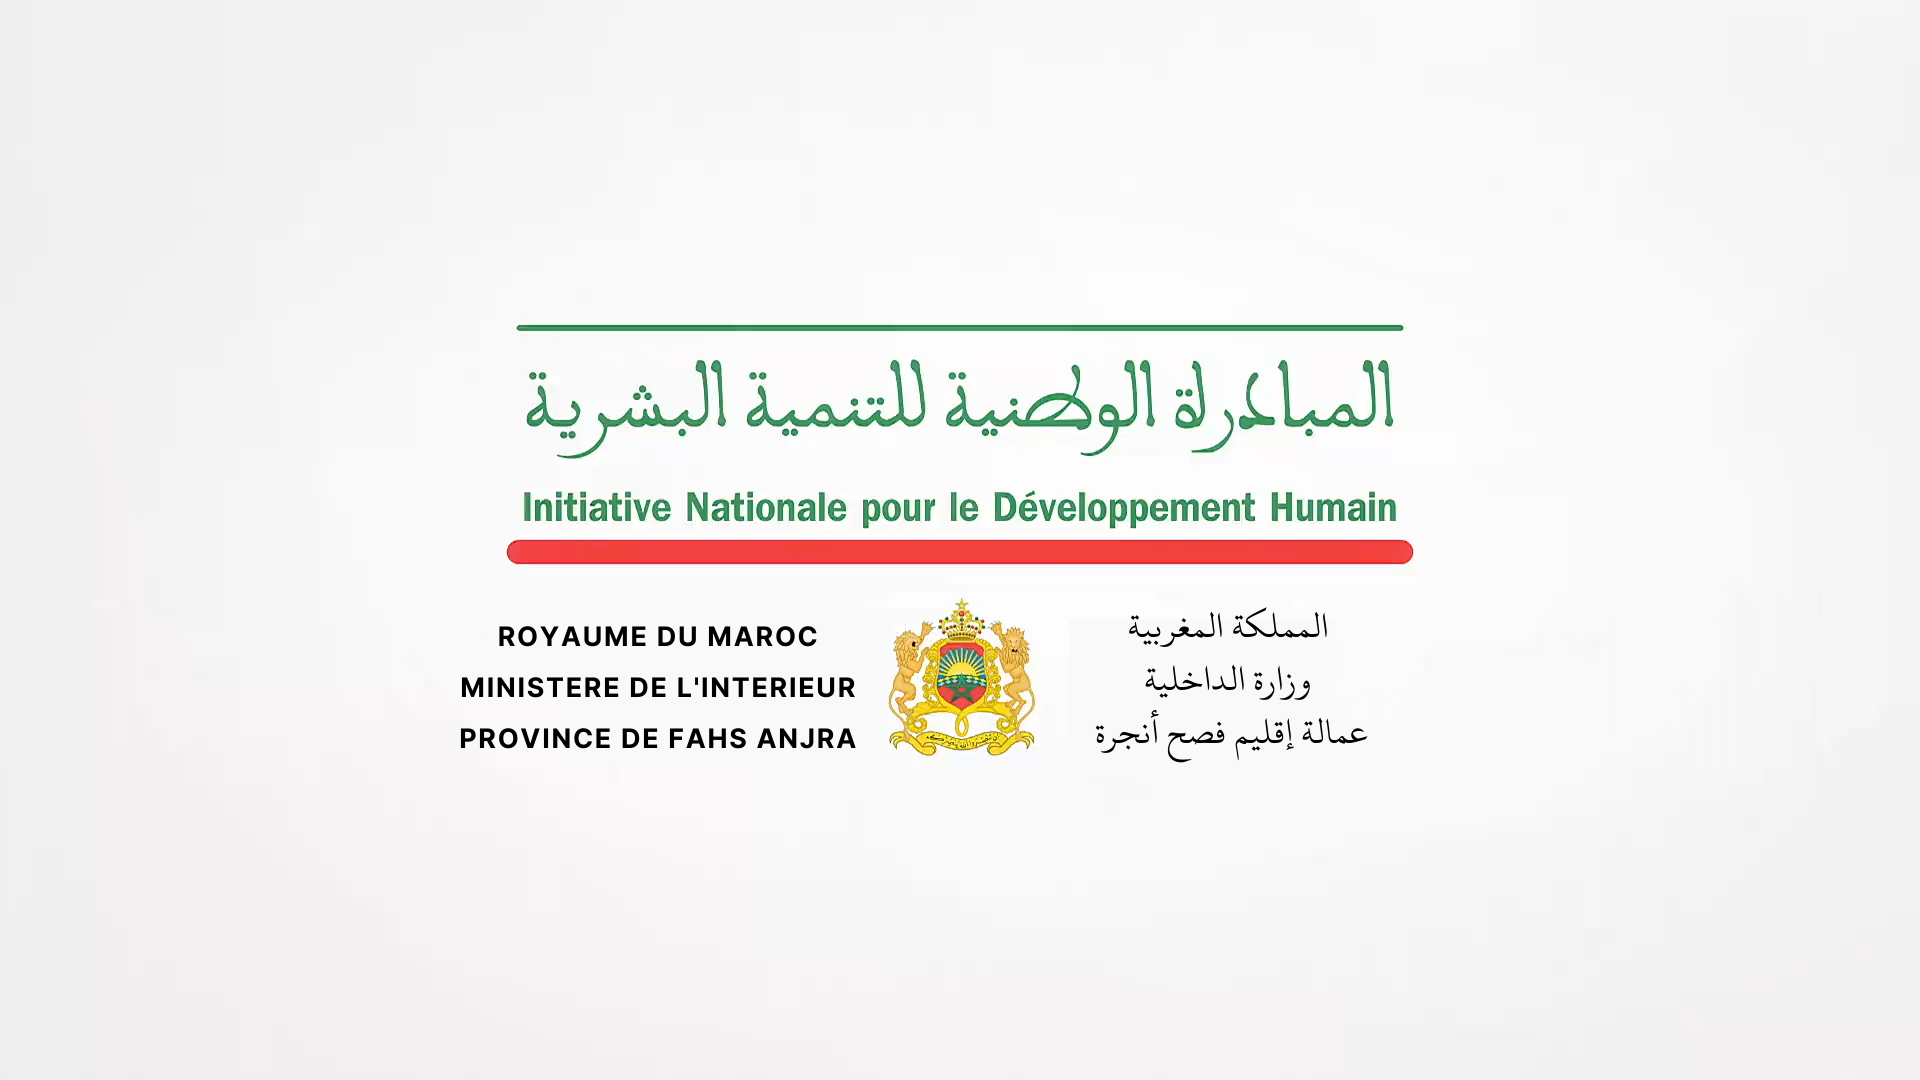 المبادرة الوطنية للتنمية البشرية
Initiative Nationale pour le Développement Humain
ROYAUME DU MAROC
MINISTERE DE L'INTERIEUR
PROVINCE DE FAHS ANJRA
المملكة المغربية
وزارة الداخلية
عمالة إقليم فصح أنجرة